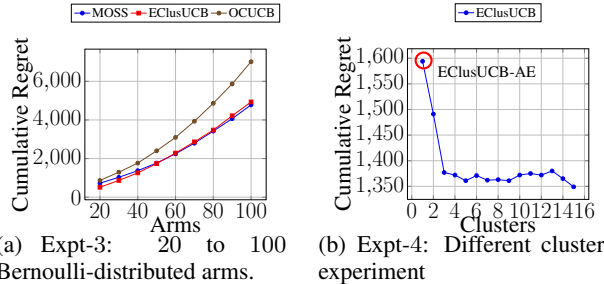 MOSS EClusUCB OCUCB
Cumulative Regret
6,000
4,000
2,000
0
20 40 60 80 100
Arms
(a) Expt-3: 20 to 100
Bernoulli-distributed arms.
EClusUCB
Cumulative Regret
1,600
1,550
1,500
1,450
1,400
1,350
EClusUCB-AE
0 2 4 6 8 10 12 14 16
Clusters
(b) Expt-4: Different cluster
experiment